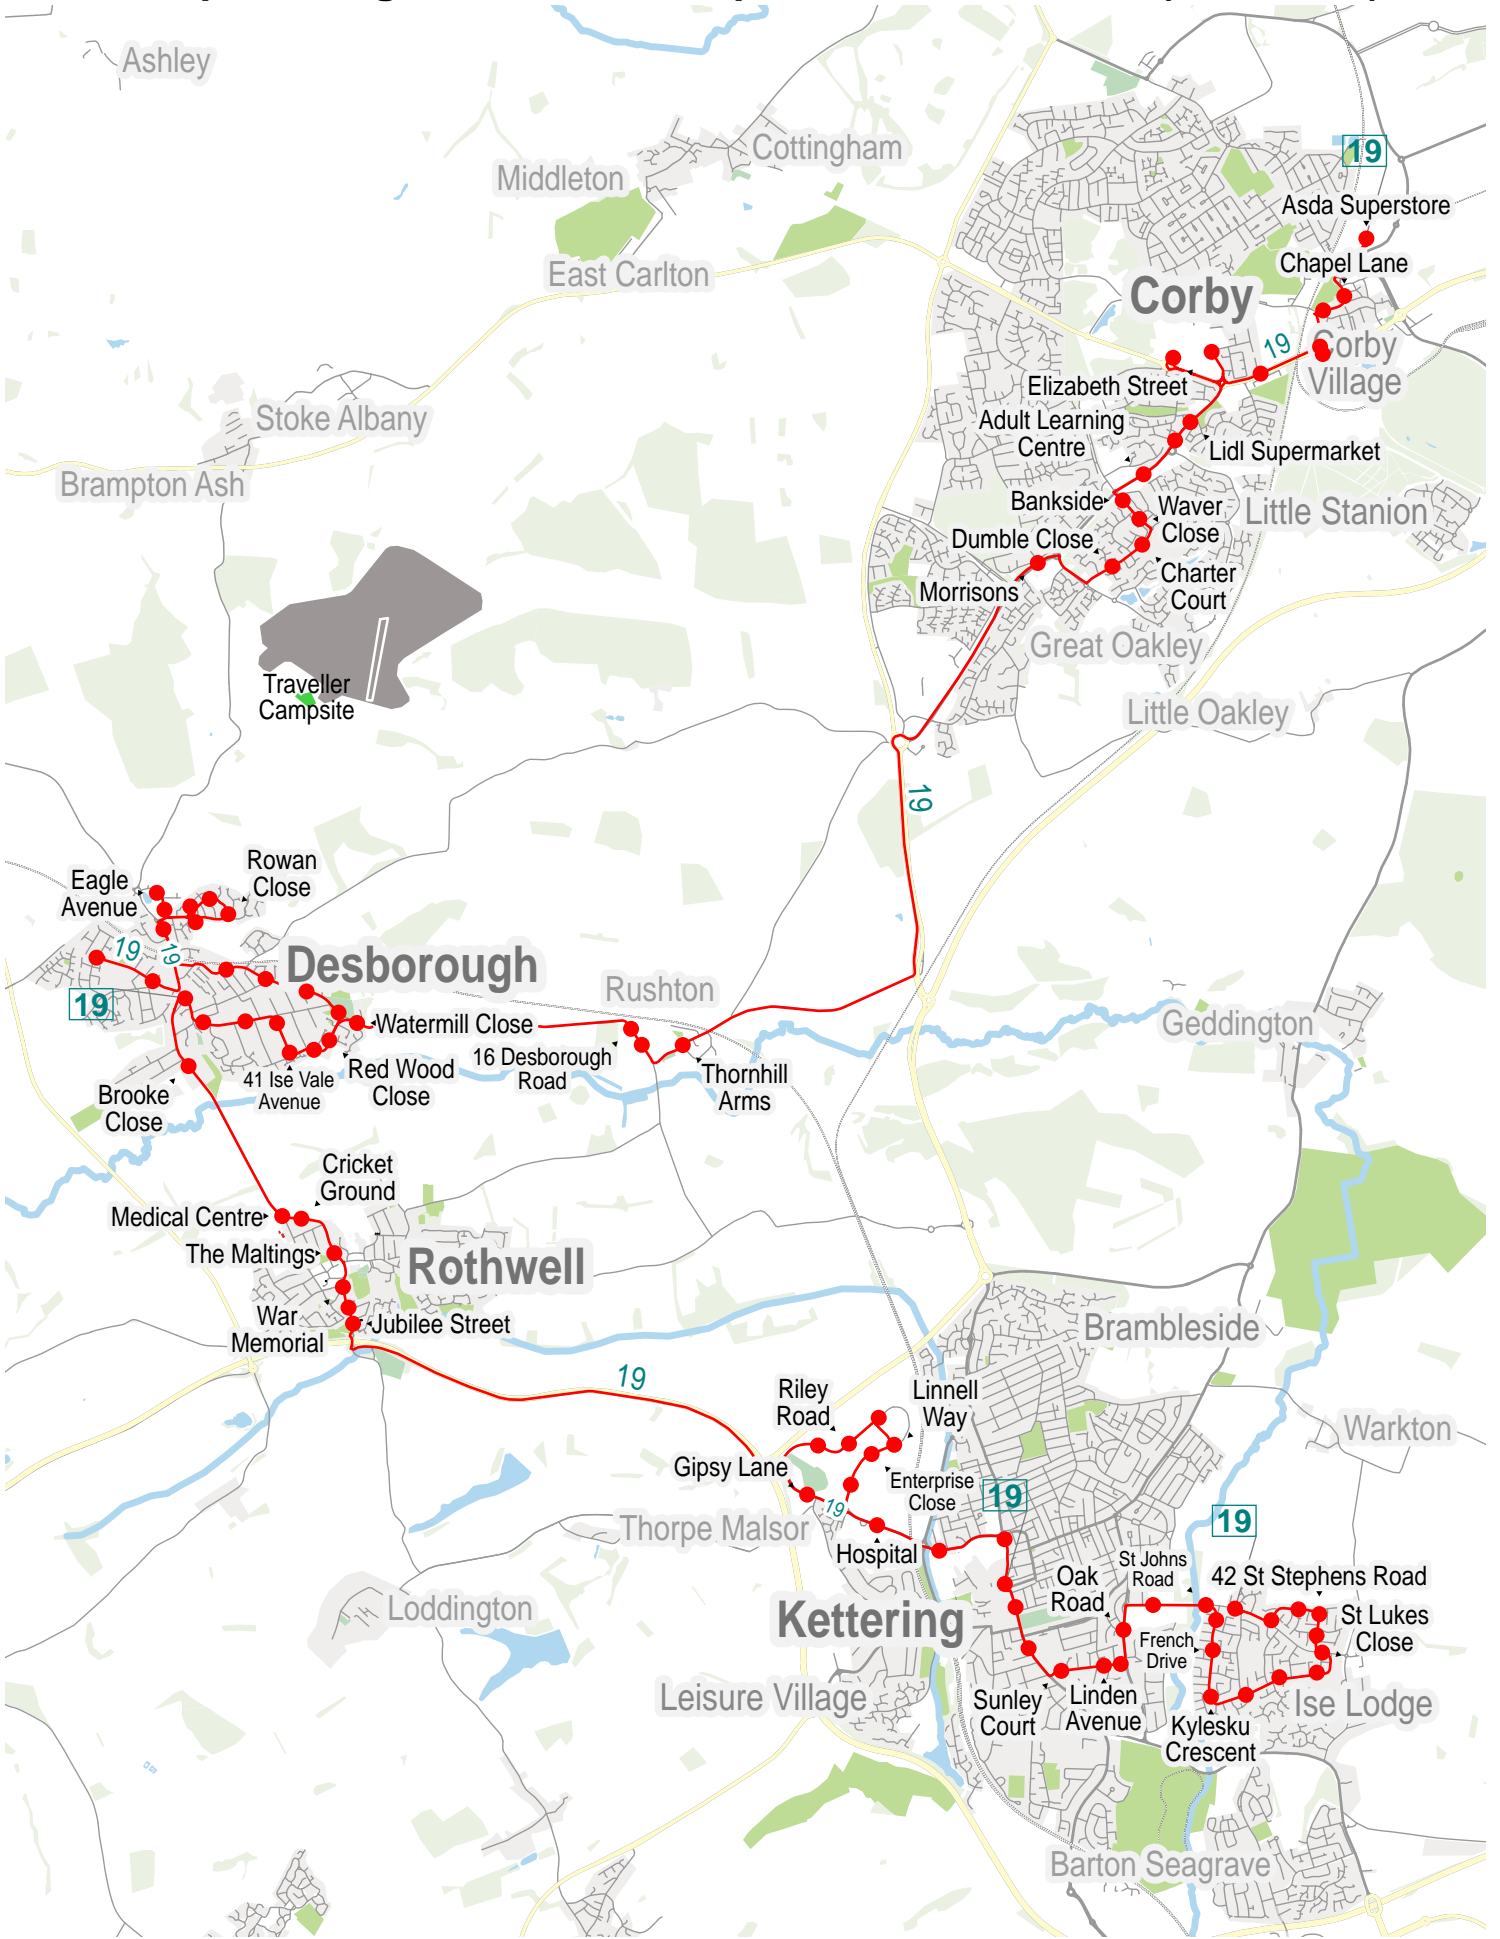 Ashley
Cottingham
Middleton
East Carlton
19
Asda Superstore
Chapel Lane
Corby
19
Corby
Village
Elizabeth Street
Adult Learning
Centre
Lidl Supermarket
Stoke Albany
Brampton Ash
Bankside
Waver
Close
Little Stanion
Dumble Close
Charter
Court
Morrisons
Great Oakley
Traveller
Campsite
Little Oakley
19
Eagle
Avenue
Rowan
Close
19
19
Desborough
19
Rushton
Geddington
Watermill Close
16 Desborough
Road
Thornhill
Arms
41 Ise Vale
Avenue
Red Wood
Close
Brooke
Close
Cricket
Ground
Medical Centre
The Maltings
Rothwell
War
Memorial
Jubilee Street
Brambleside
19
Riley
Road
Linnell
Way
Warkton
Gipsy Lane
Enterprise
Close
19
19
19
Thorpe Malsor
Hospital
St Johns
Road
42 St Stephens Road
Oak
Road
Loddington
Kettering
St Lukes
Close
French
Drive
Leisure Village
Sunley
Court
Linden
Avenue
Ise Lodge
Kylesku
Crescent
Barton Seagrave